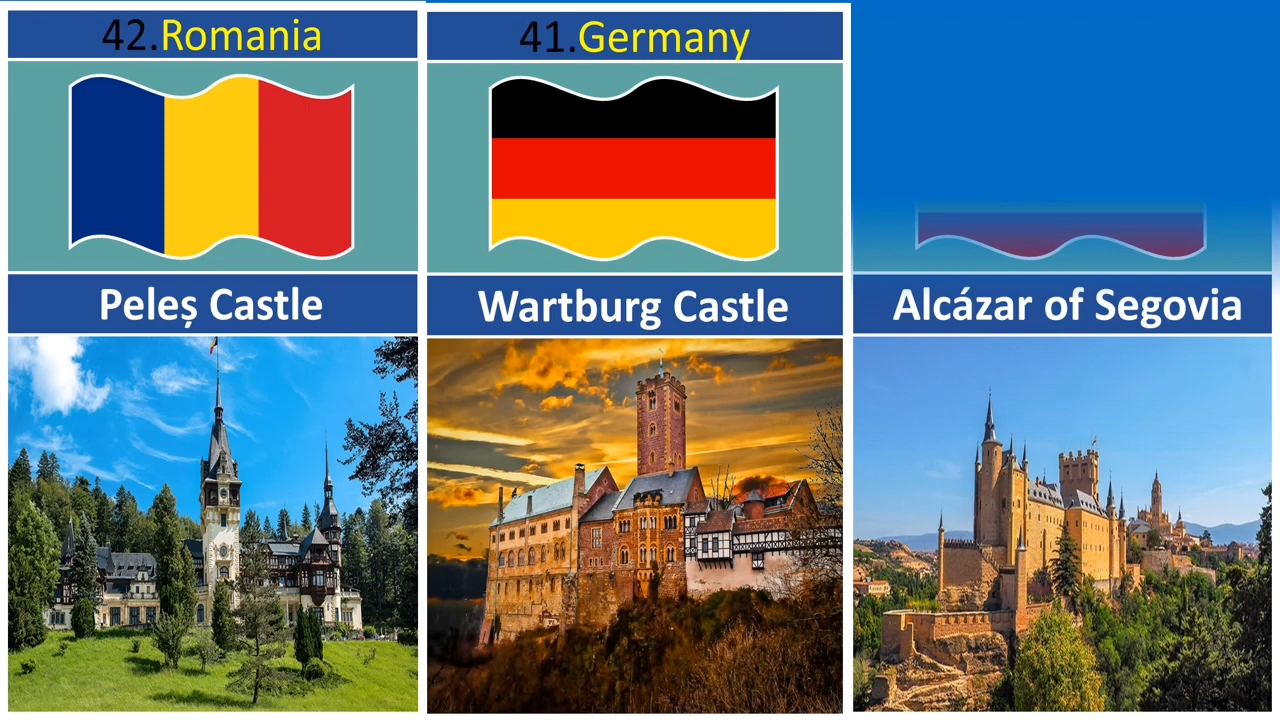 42.Romania
41.Germany
Peleș Castle
Wartburg Castle
Alcázar of Segovia